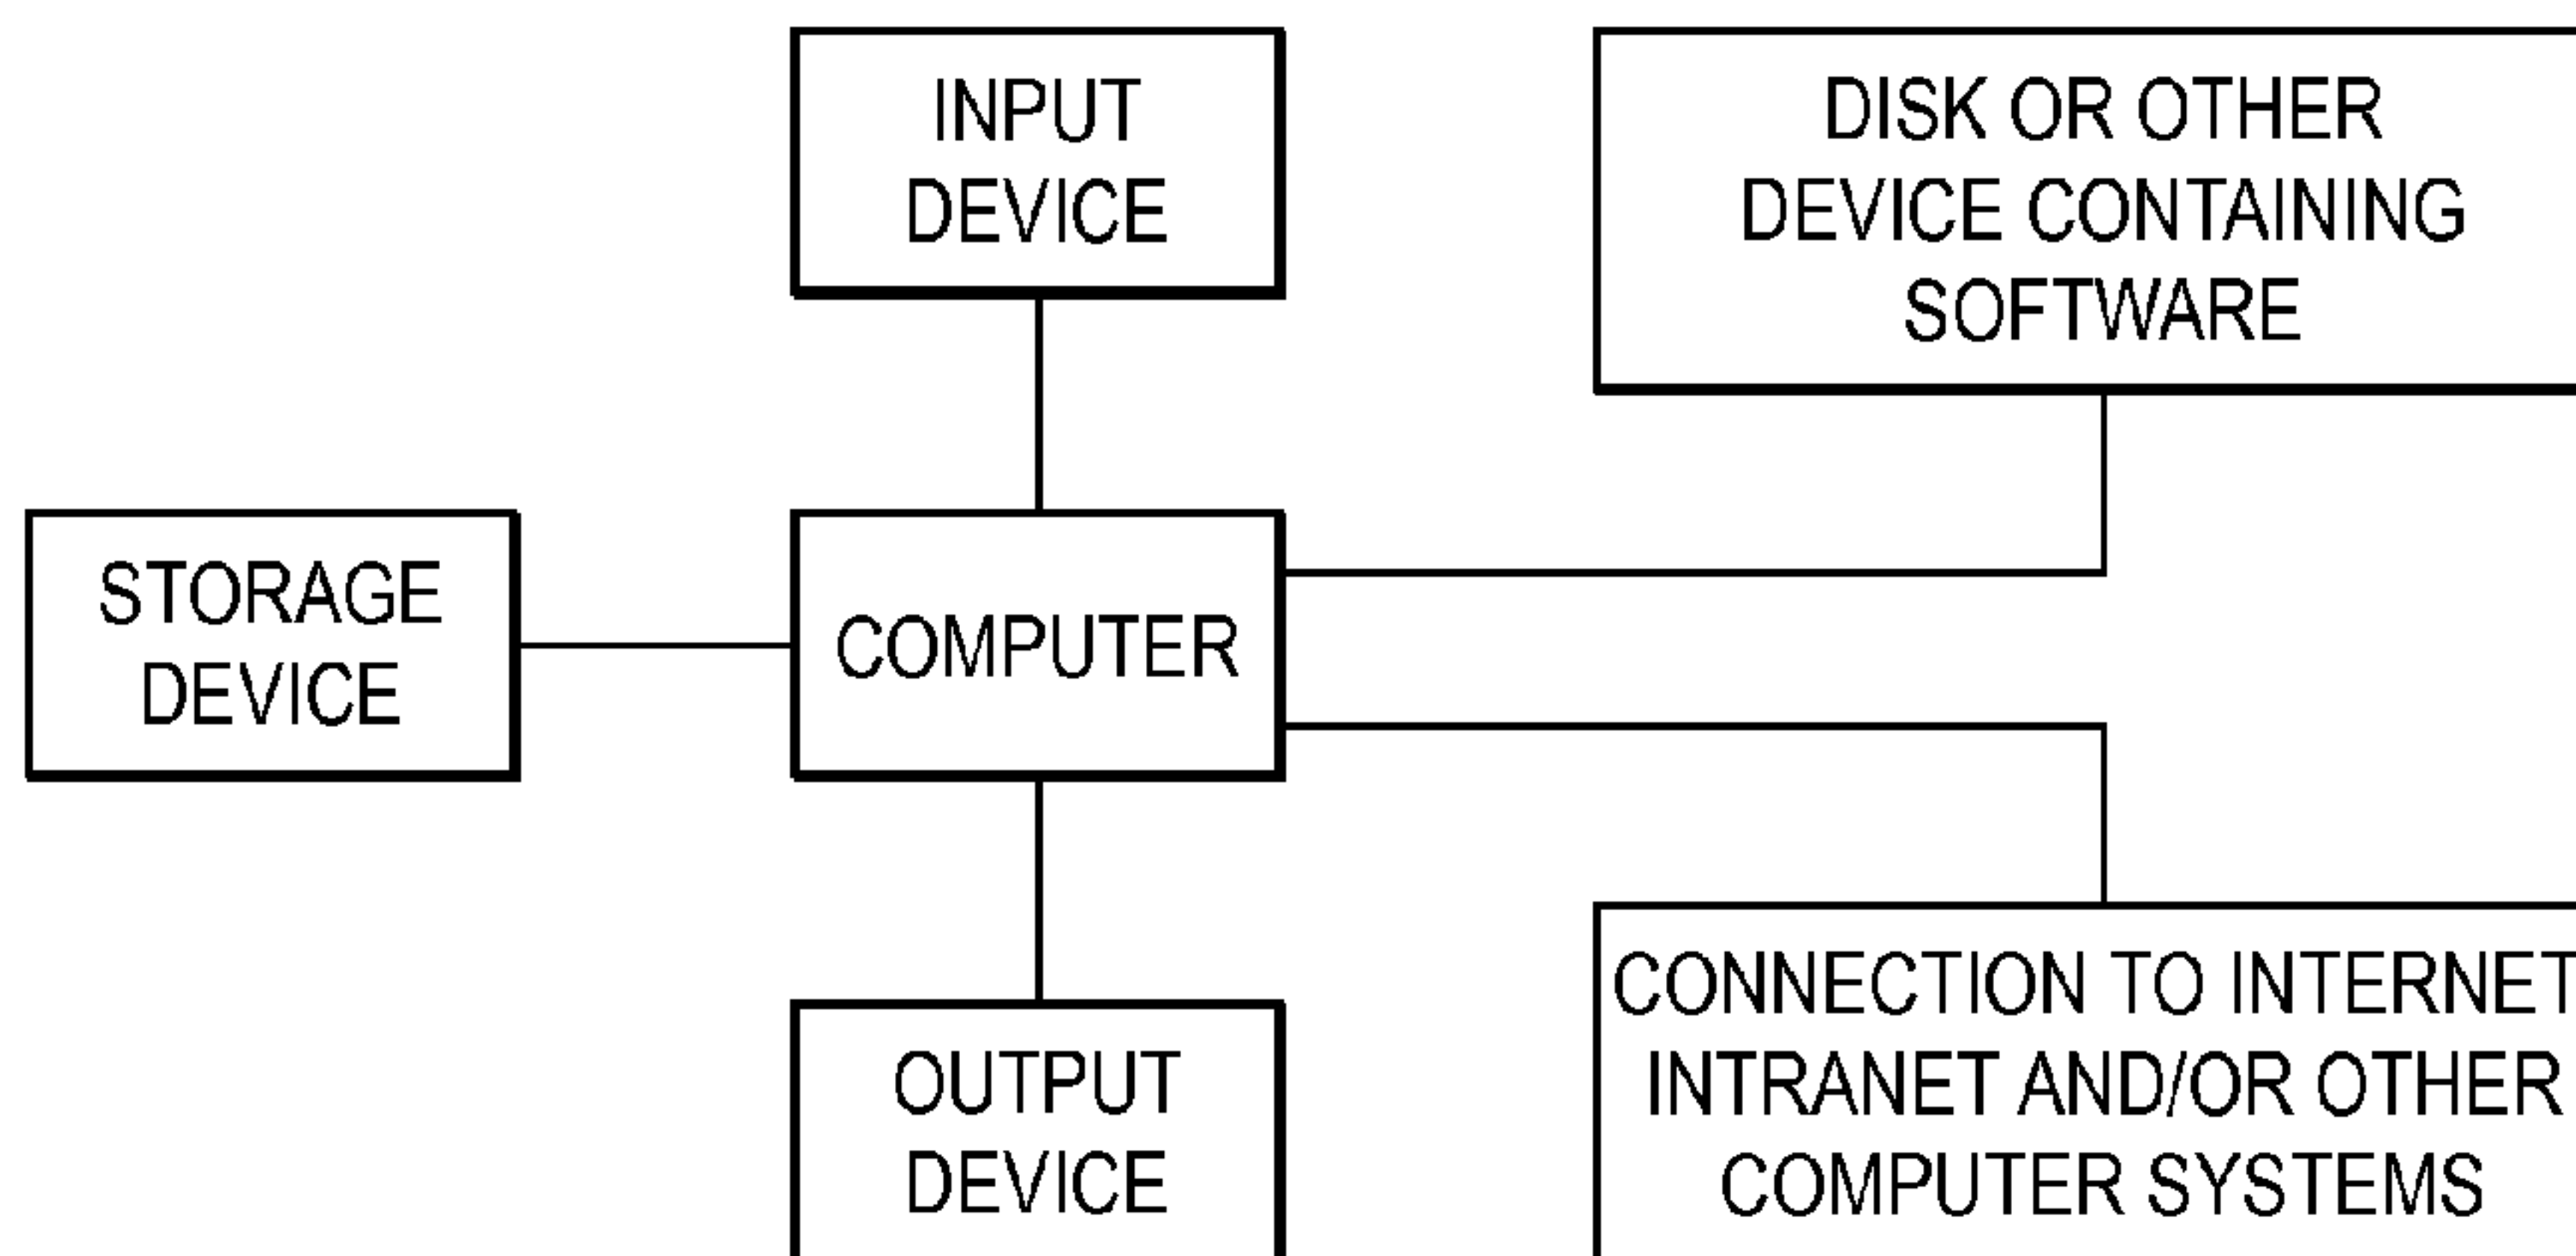 INPUT
DEVICE
DISK OR OTHER
DEVICE CONTAINING
SOFTWARE
STORAGE
DEVICE
COMPUTER
OUTPUT
DEVICE
CONNECTION TO INTERNET
INTRANET AND/OR OTHER
COMPUTER SYSTEMS